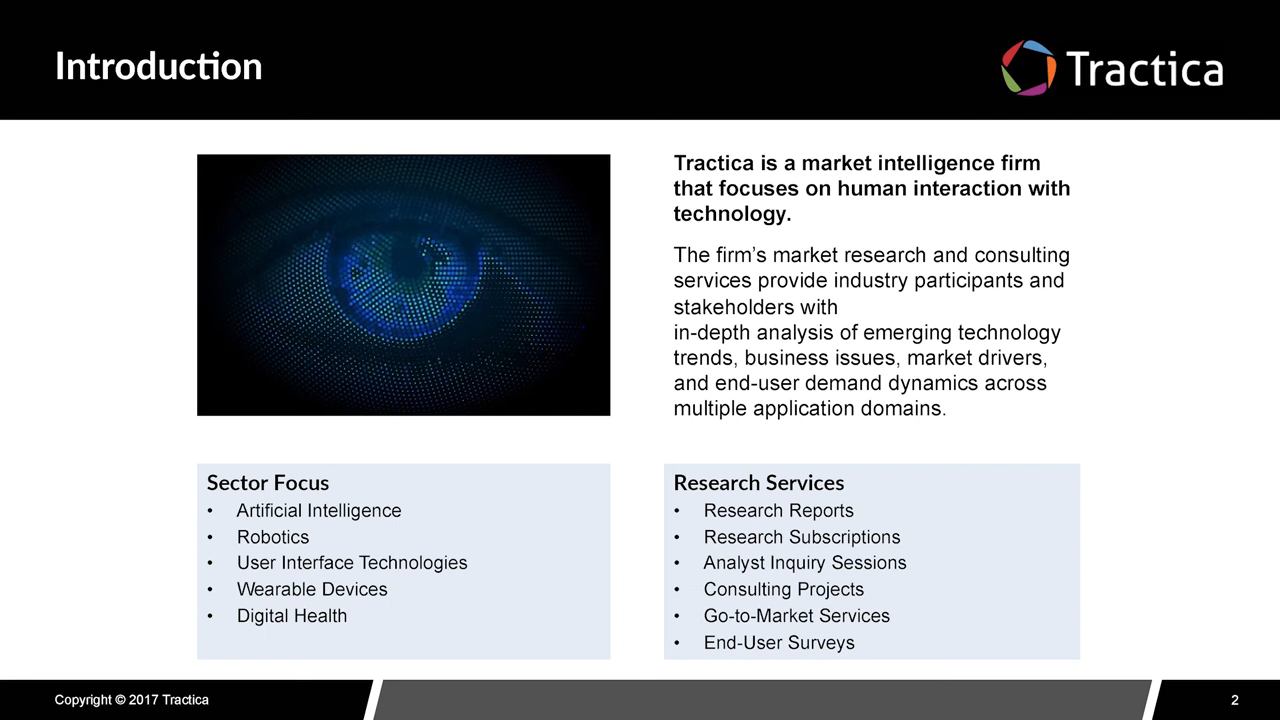 Introduction
Tractica
Tractica is a market intelligence firm
that focuses on human interaction with
technology.
The firm’s market research and consulting
services provide industry participants and
stakeholders with
in-depth analysis of emerging technology
trends, business issues, market drivers,
and end-user demand dynamics across
multiple application domains.
Sector Focus
• Artificial Intelligence
• Robotics
• User Interface Technologies
• Wearable Devices
• Digital Health
Research Services
• Research Reports
• Research Subscriptions
• Analyst Inquiry Sessions
• Consulting Projects
• Go-to-Market Services
• End-User Surveys
Copyright © 2017 Tractica
2